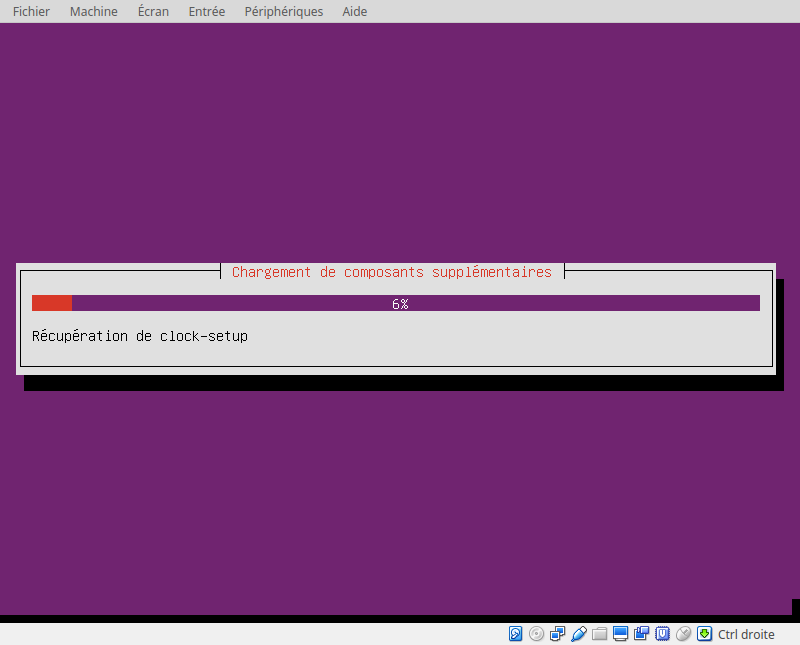 Fichier Machine Écran Entrée Périphériques Aide
Chargement de composants supplémentaires
6%
Récupération de clock-setup
Ctrl droite